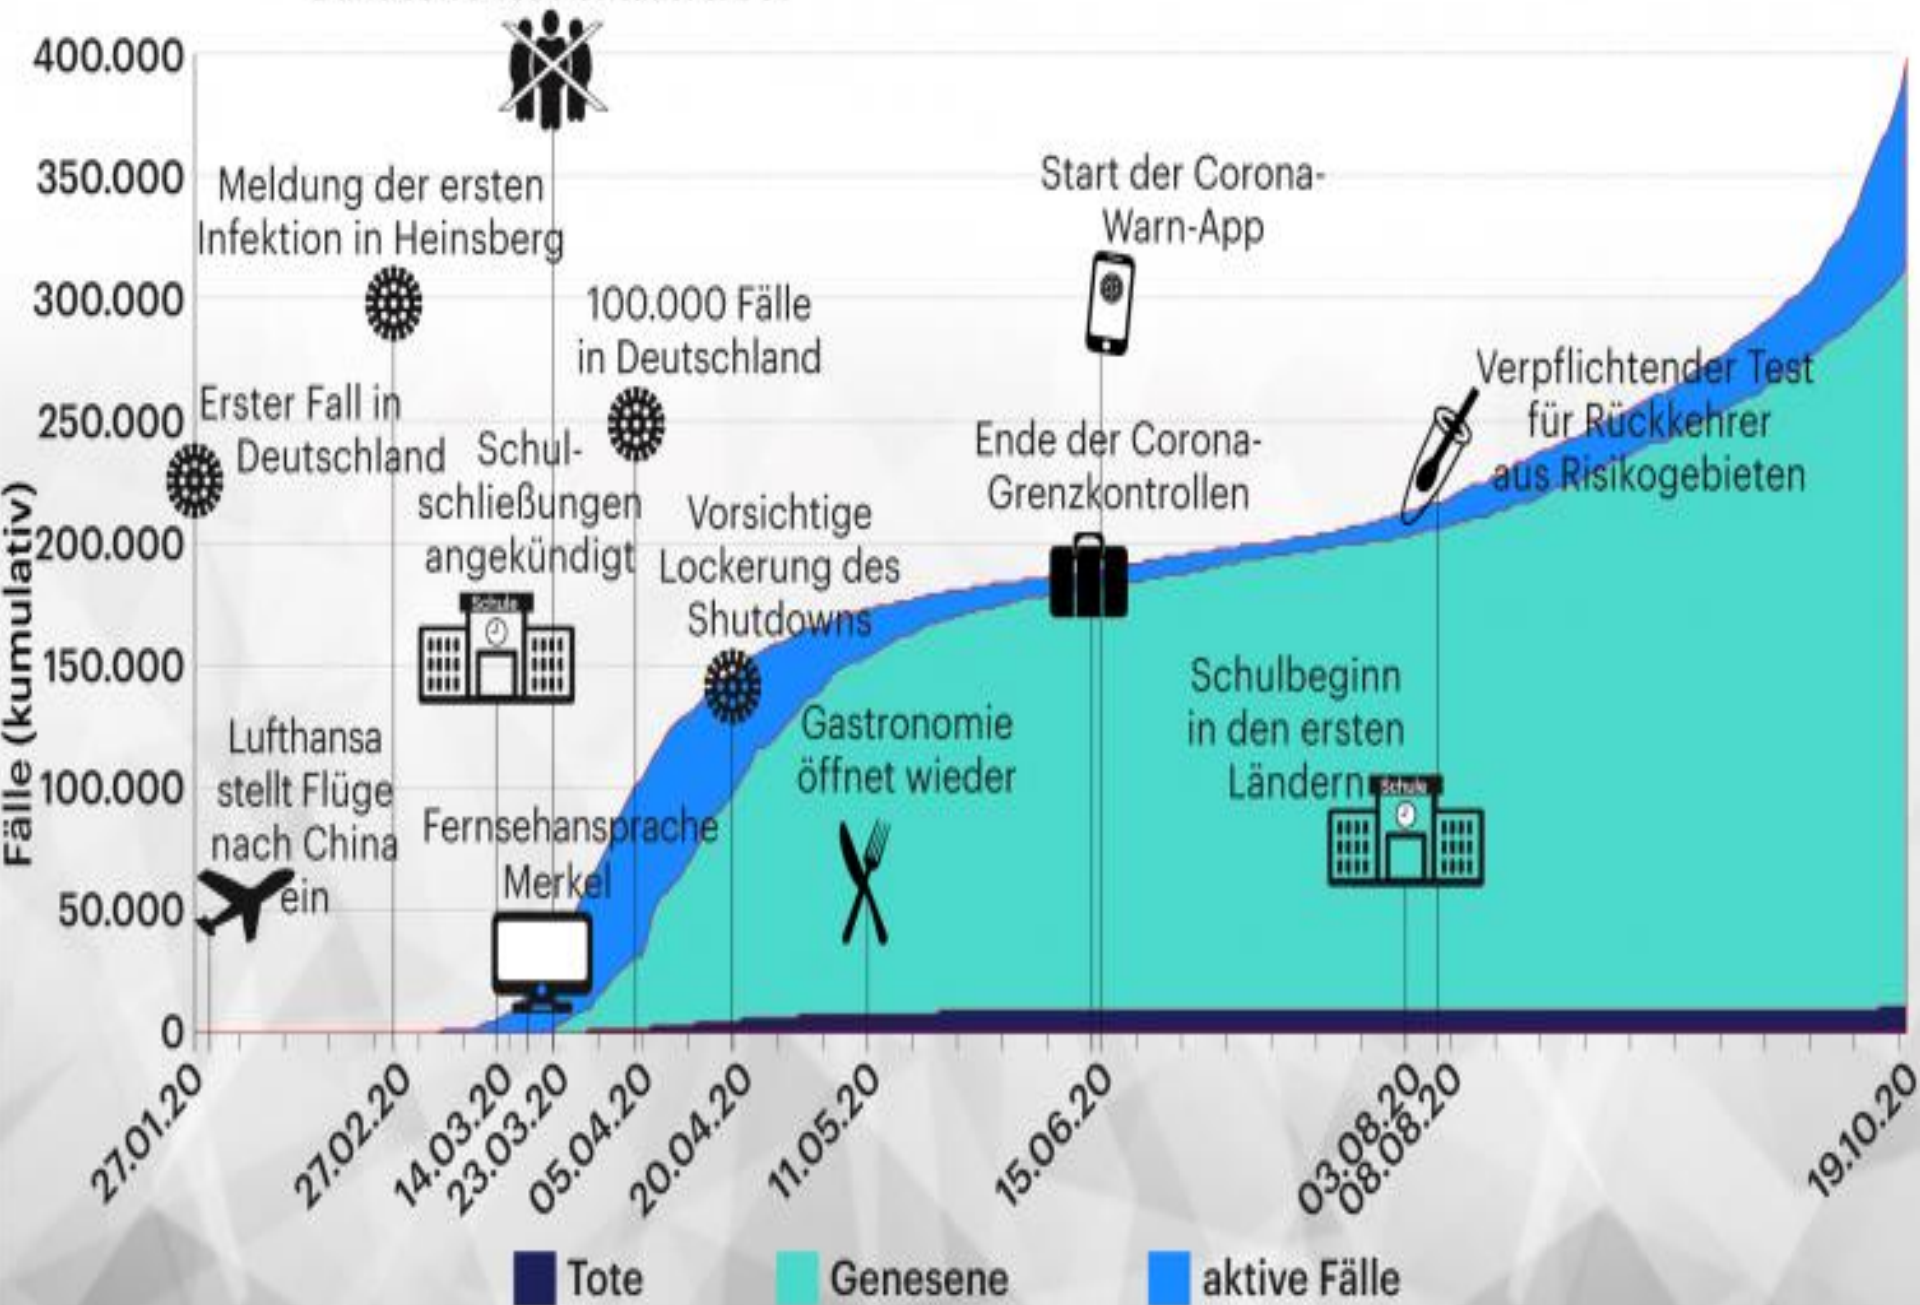 400.000
350.000
300.000
250.000
200.000
150.000
100.000
50.000
0
Fälle (kumulativ)
Meldung der ersten
Infektion in Heinsberg
Start der Corona-
Warn-App
100.000 Fälle
in Deutschland
Erster Fall in
Deutschland
Schul-
schließungen
angekündigt
Schule
Vorsichtige
Lockerung des
Shutdowns
Ende der Corona-
Grenzkontrollen
Verpflichtender Test
für Rückkehrer
aus Risikogebieten
Lufthansa
stellt Flüge
nach China
ein
Fernsehansprache
Merkel
Gastronomie
öffnet wieder
Schulbeginn
in den ersten
Ländern
Schule
27.01.20
27.02.20
14.03.20
23.03.20
05.04.20
20.04.20
11.05.20
15.06.20
03.08.20
08.08.20
19.10.20
Tote
Genesene
aktive Fälle